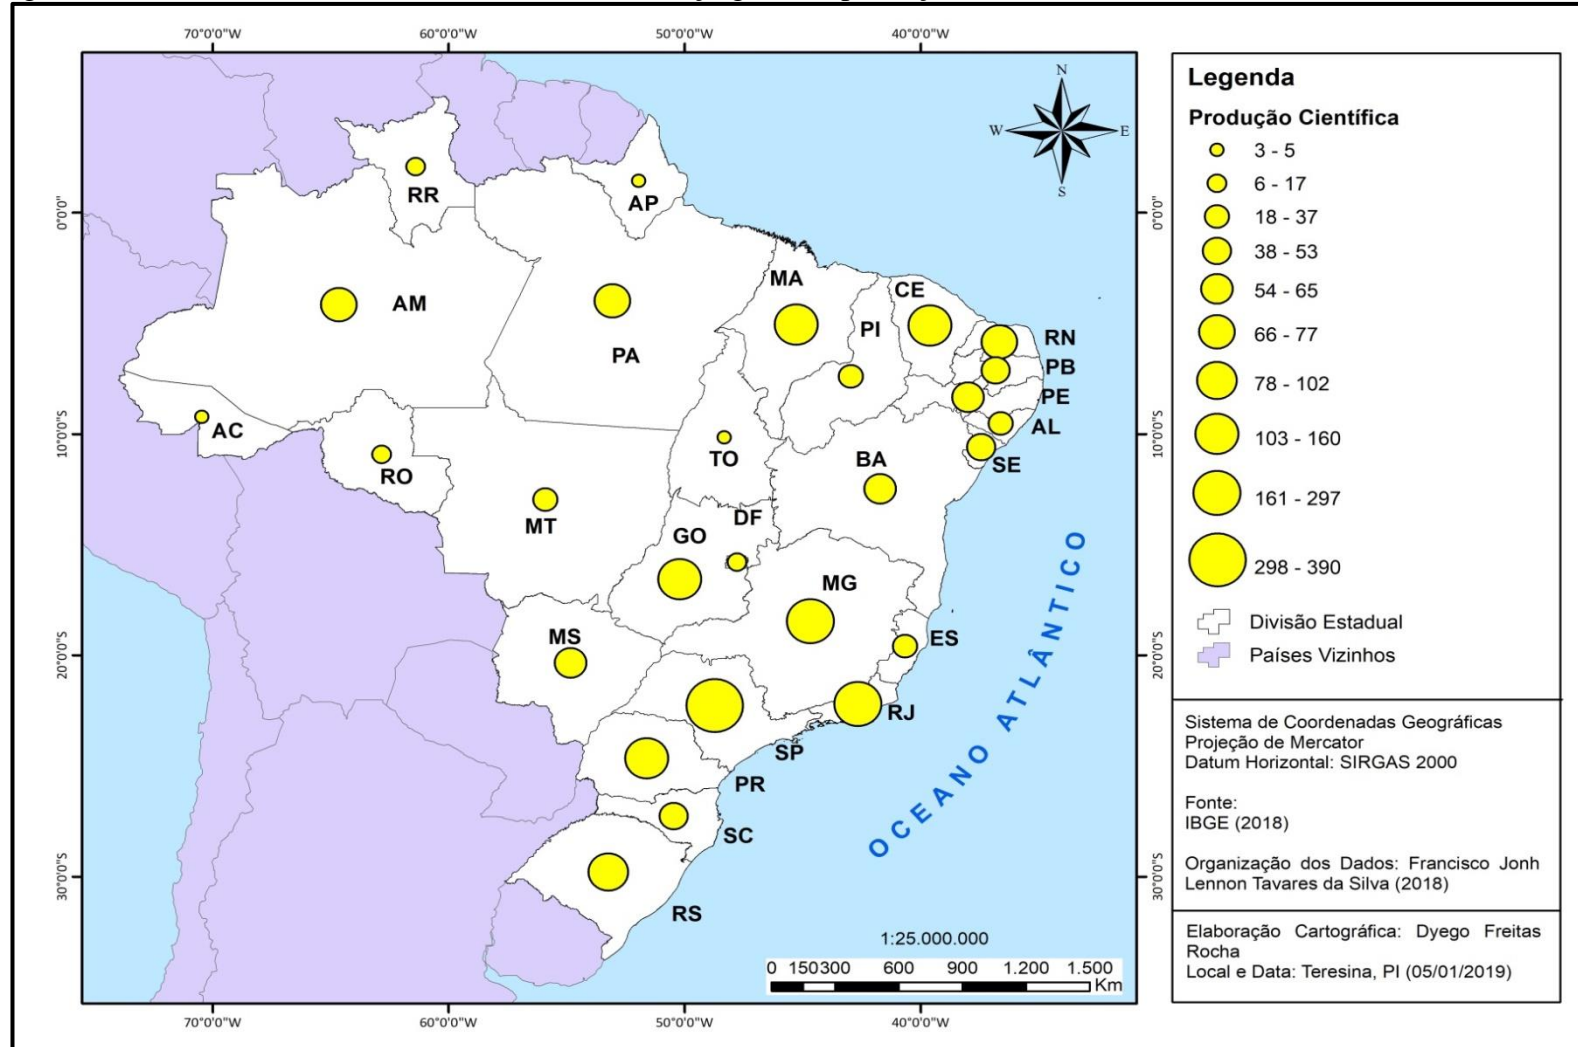 70°0'0"W 60°0'0"W 50°0'0"W 40°0'0"W
0°0'0"
10°0'0"S
20°0'0"S
30°0'0"S
N
W E
S
RR
AP
AM
PA
MA
CE
PI
RN
PB
PE
AL
SE
AC
RO
TO
BA
MT
DF
GO
MG
ES
MS
RJ
SP
PR
SC
RS
OCEANO ATLÂNTICO
1:25.000.000
0 150 300 600 900 1.200 1.500
Km
0°0'0"
10°0'0"S
20°0'0"S
30°0'0"S
70°0'0"W 60°0'0"W 50°0'0"W 40°0'0"W
Legenda
Produção Científica
3 - 5
6 - 17
18 - 37
38 - 53
54 - 65
66 - 77
78 - 102
103 - 160
161 - 297
298 - 390
Divisão Estadual
Países Vizinhos
Sistema de Coordenadas Geográficas
Projeção de Mercator
Datum Horizontal: SIRGAS 2000
Fonte:
IBGE (2018)
Organização dos Dados: Francisco Jonh
Lennon Tavares da Silva (2018)
Elaboração Cartográfica: Dyego Freitas
Rocha
Local e Data: Teresina, PI (05/01/2019)